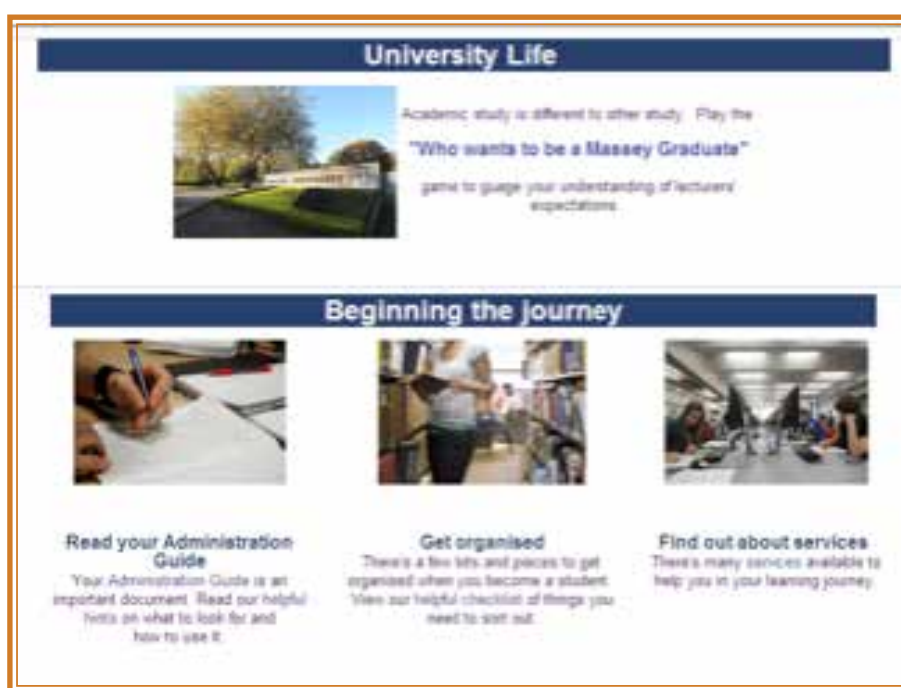 University Life
Academic study is different to other study. Play the
"Who wants to be a Massey Graduate"
game to guage your understanding of lecturers'
expectations.
Beginning the journey
Read your Administration
Guide
Your Administration Guide is an
important document. Read our helpful
hints on what to look for and
how to use it.
Get organised
There's a few bits and pieces to get
organised when you become a student.
View our helpful checklist of things you
need to sort out.
Find out about services
There's many services available to
help you in your learning journey.